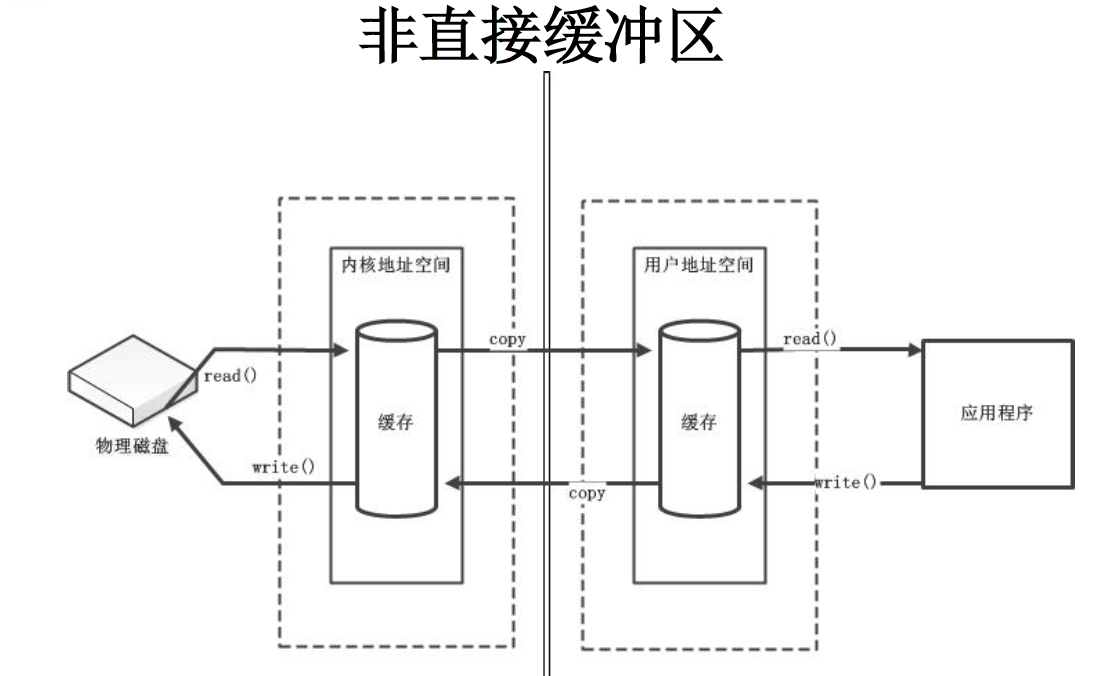 非直接缓冲区
内核地址空间
用户地址空间
copy
read()
read()
缓存
缓存
应用程序
物理磁盘
write()
copy
write()